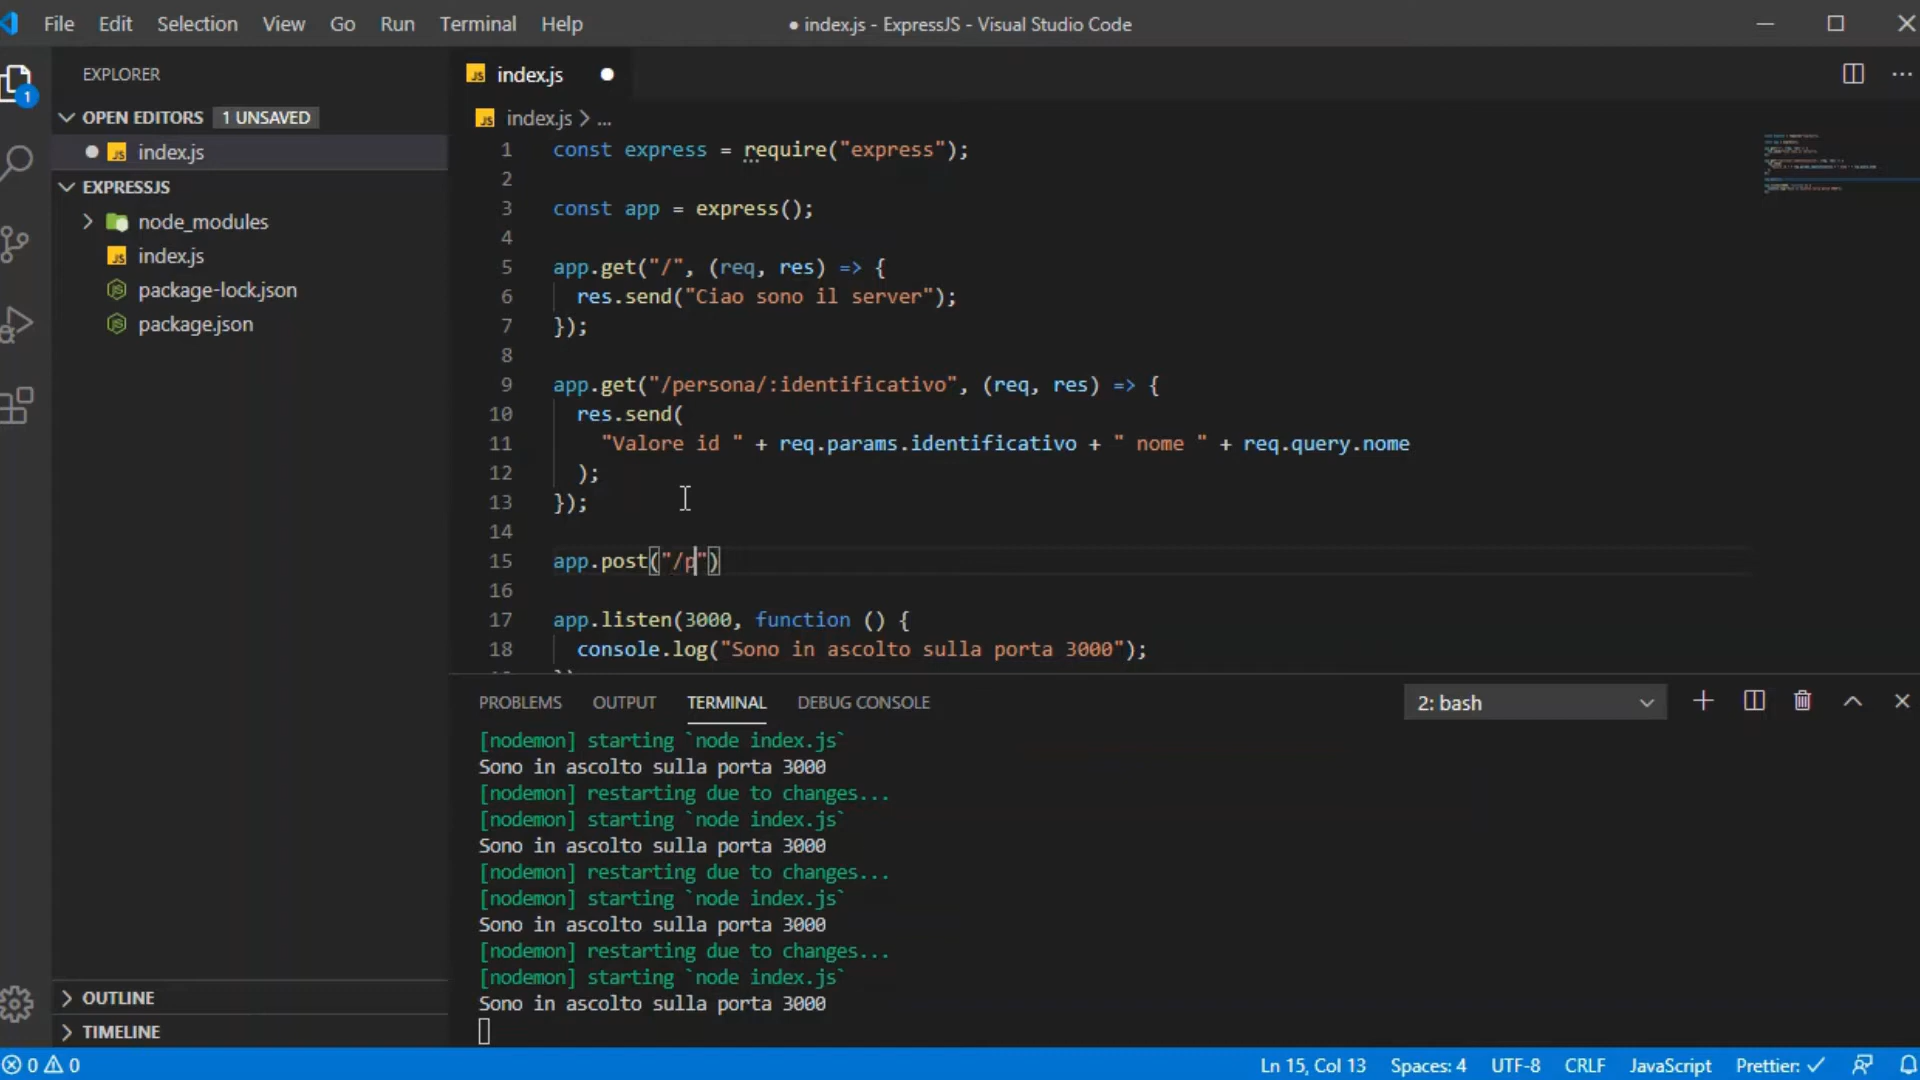 File Edit Selection View Go Run Terminal Help
● index.js - ExpressJS - Visual Studio Code
EXPLORER
1
OPEN EDITORS 1 UNSAVED
JS index.js
EXPRESSJS
node_modules
JS index.js
package-lock.json
package.json
OUTLINE
TIMELINE
JS index.js
JS index.js > ...
1 const express = require("express");
2
3 const app = express();
4
5 app.get("/", (req, res) => {
6 res.send("Ciao sono il server");
7 });
8
9 app.get("/persona/:identificativo", (req, res) => {
10 res.send(
11 "Valore id " + req.params.identificativo + " nome " + req.query.nome
12 );
13 });
14
15 app.post("/p")
16
17 app.listen(3000, function () {
18 console.log("Sono in ascolto sulla porta 3000");
PROBLEMS OUTPUT TERMINAL DEBUG CONSOLE
2: bash
[nodemon] starting `node index.js`
Sono in ascolto sulla porta 3000
[nodemon] restarting due to changes...
[nodemon] starting `node index.js`
Sono in ascolto sulla porta 3000
[nodemon] restarting due to changes...
[nodemon] starting `node index.js`
Sono in ascolto sulla porta 3000
[nodemon] restarting due to changes...
[nodemon] starting `node index.js`
Sono in ascolto sulla porta 3000
0 0
Ln 15, Col 13 Spaces: 4 UTF-8 CRLF JavaScript Prettier: ✓